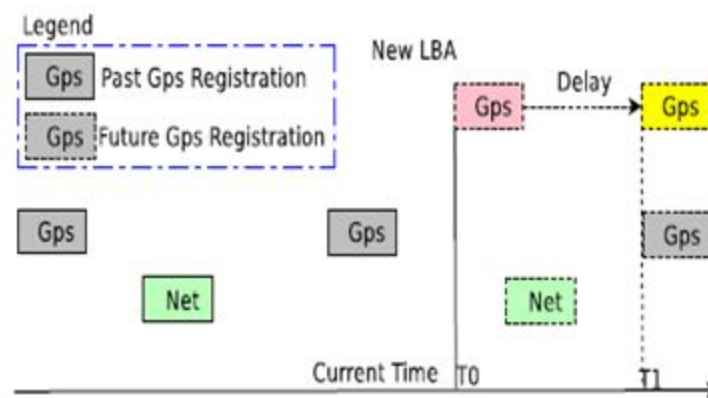 Legend
Gps Past Gps Registration
Gps Future Gps Registration
New LBA
Gps Delay Gps
Gps Gps Gps
Net Net
Current Time T0 T1